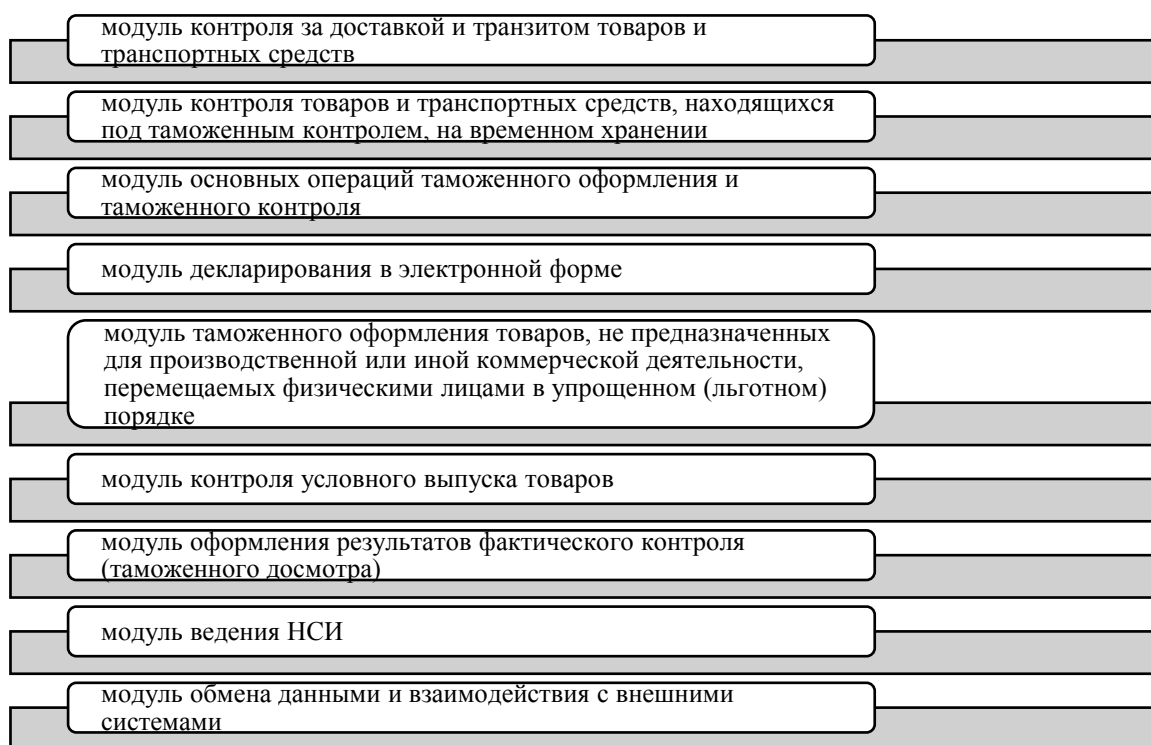 модуль контроля за доставкой и транзитом товаров и
транспортных средств
модуль контроля товаров и транспортных средств, находящихся
под таможенным контролем, на временном хранении
модуль основных операций таможенного оформления и
таможенного контроля
модуль декларирования в электронной форме
модуль таможенного оформления товаров, не предназначенных
для производственной или иной коммерческой деятельности,
перемещаемых физическими лицами в упрощенном (льготном)
порядке
модуль контроля условного выпуска товаров
модуль оформления результатов фактического контроля
(таможенного досмотра)
модуль ведения НСИ
модуль обмена данными и взаимодействия с внешними
системами